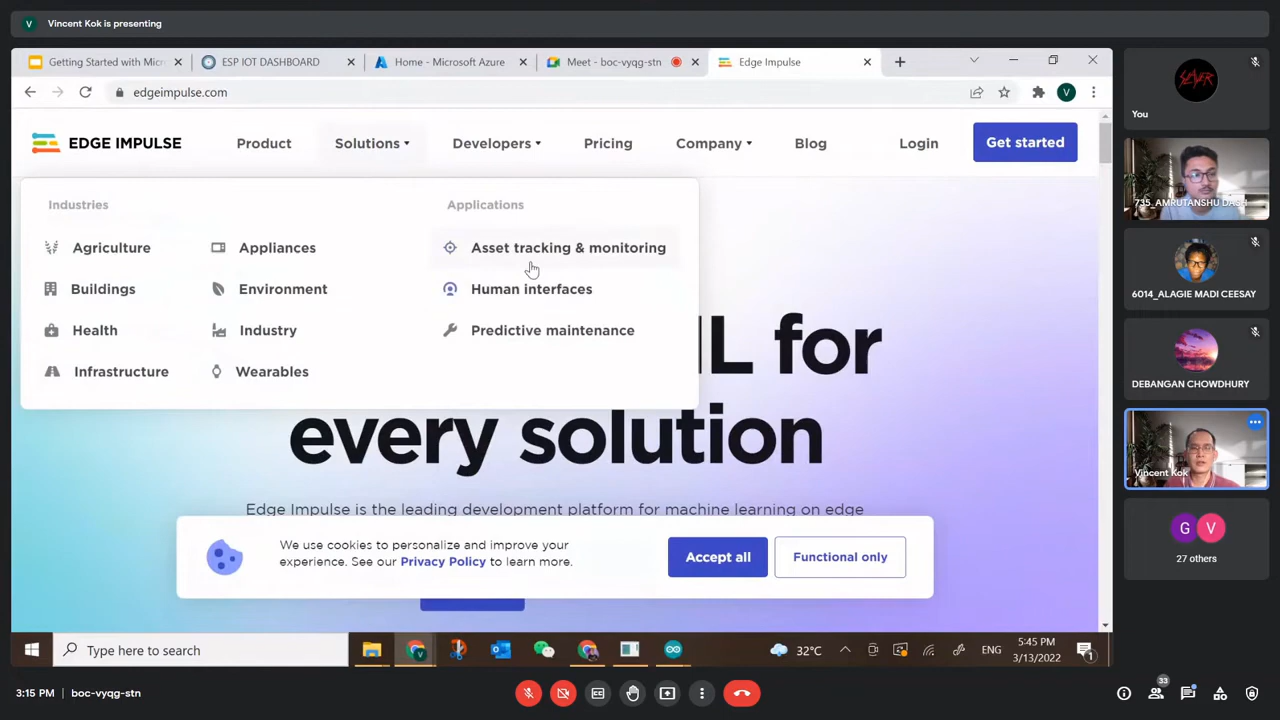 V
Vincent Kok is presenting
Getting Started with Micr
ESP IOT DASHBOARD
Home - Microsoft Azure
Meet - boc-vyqg-stn
Edge Impulse
edgeimpulse.com
V
EDGE IMPULSE
Product
Solutions
Developers
Pricing
Company
Blog
Login
Get started
Industries
Applications
Agriculture
Appliances
Asset tracking & monitoring
Buildings
Environment
Human interfaces
Health
Industry
Predictive maintenance
Infrastructure
Wearables
L for
every solution
Edge Impulse is the leading development platform for machine learning on edge
We use cookies to personalize and improve your
experience. See our Privacy Policy to learn more.
Accept all
Functional only
Type here to search
V
32°C
ENG
5:45 PM
3/13/2022
1
SLAYER
You
735_AMRUTANSHU DASH
6014_ALAGIE MADI CEESAY
DEBANGAN CHOWDHURY
Vincent Kok
G
V
27 others
3:15 PM
boc-vyqg-stn
33